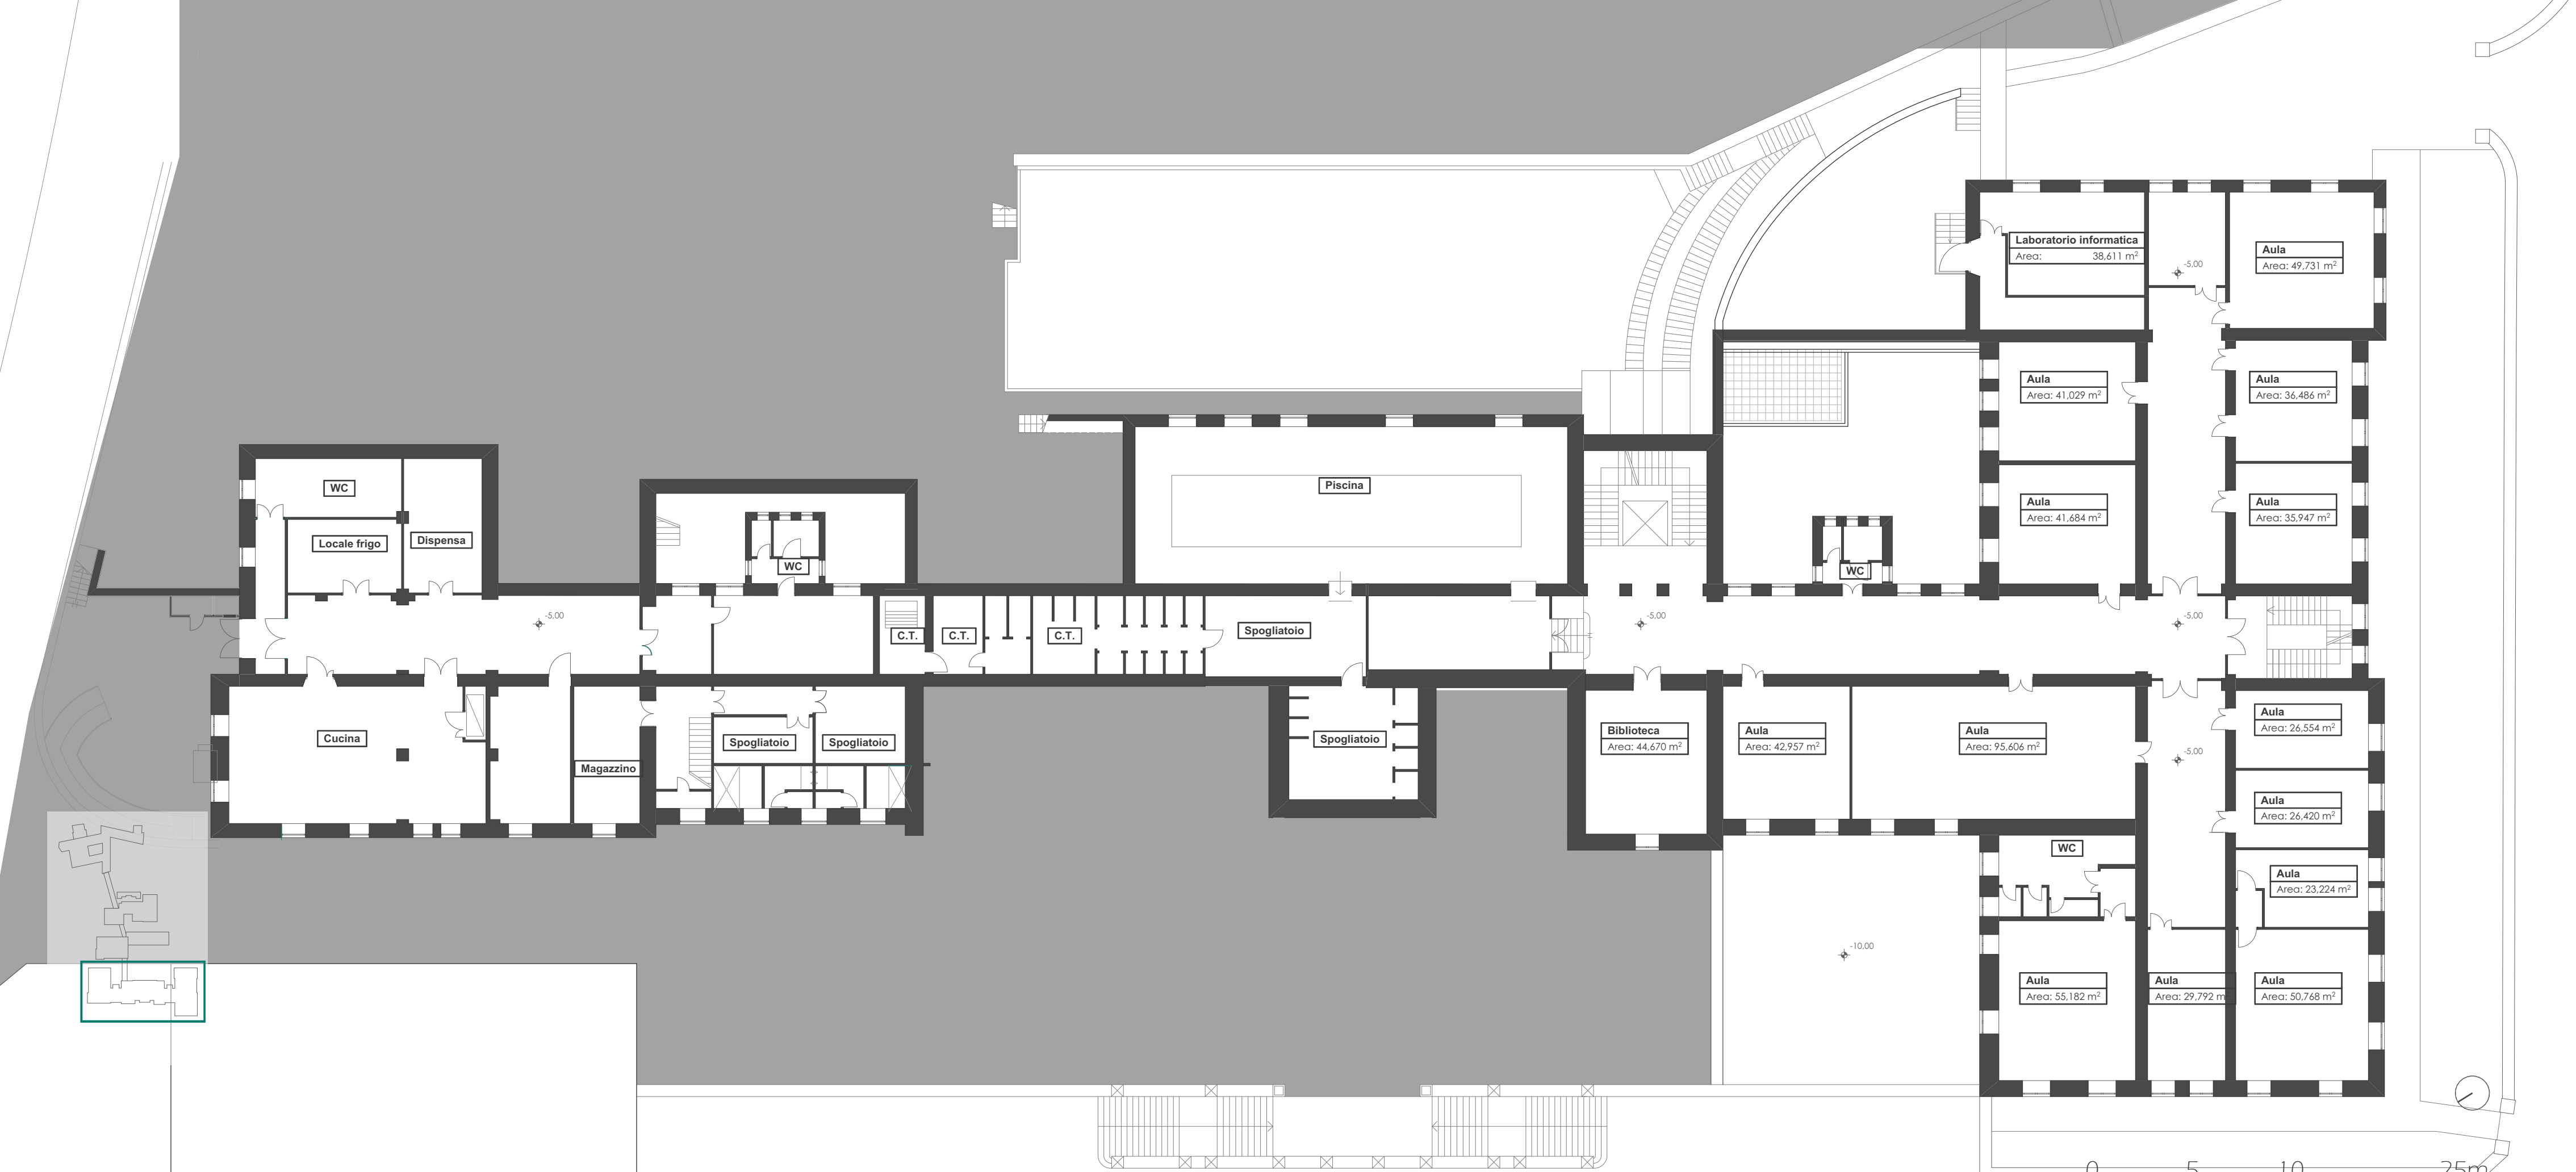 Laboratorio informatica
Area: 38,611 m²
-5,00
Aula
Area: 49,731 m²
Aula
Area: 41,029 m²
Aula
Area: 36,486 m²
WC
Piscina
Aula
Area: 41,684 m²
Aula
Area: 35,947 m²
Locale frigo
Dispensa
WC
WC
-5,00
-5,00
-5,00
C.T.
C.T.
C.T.
Spogliatoio
Cucina
Magazzino
Spogliatoio
Spogliatoio
Spogliatoio
Biblioteca
Area: 44,670 m²
Aula
Area: 42,957 m²
Aula
Area: 95,606 m²
-5,00
Aula
Area: 26,554 m²
Aula
Area: 26,420 m²
WC
Aula
Area: 23,224 m²
-10,00
Aula
Area: 55,182 m²
Aula
Area: 29,792 m²
Aula
Area: 50,768 m²
0 5 10 25m